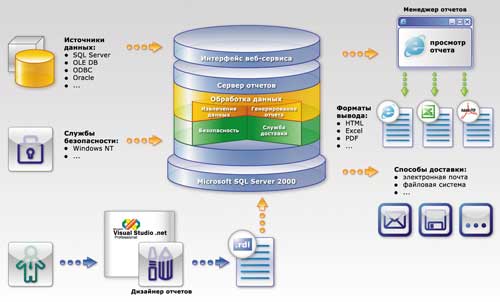 Источники
данных:
• SQL Server
• OLE DB
• ODBC
• Oracle
• ...
Службы
безопасности:
• Windows NT
• ...
Интерфейс веб-сервиса
Сервер отчетов
Обработка данных
Извлечение
данных
Генерирование
отчета
Безопасность
Служба
доставки
Microsoft SQL Server 2000
Менеджер отчетов
просмотр
отчета
Форматы
вывода:
• HTML
• Excel
• PDF
• ...
Способы доставки:
• электронная почта
• файловая система
• ...
Visual Studio .net
Professional
Дизайнер отчетов
.rdl